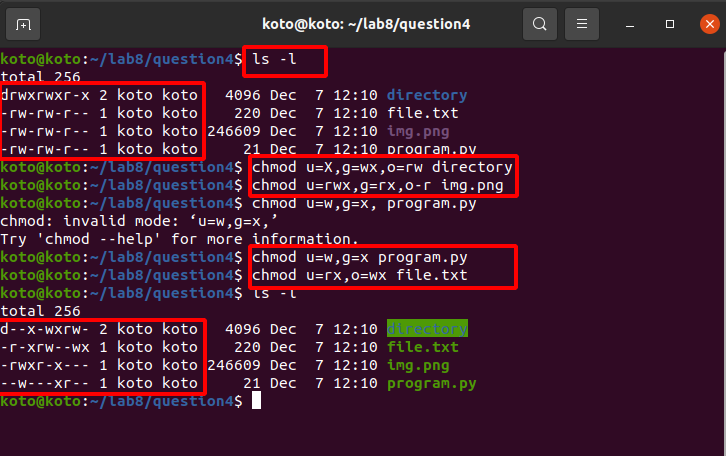 koto@koto: ~/lab8/question4
koto@koto:~/lab8/question4$ ls -l
total 256
drwxrwxr-x 2 koto koto   4096 Dec  7 12:10 directory
-rw-rw-r-- 1 koto koto    220 Dec  7 12:10 file.txt
-rw-rw-r-- 1 koto koto 246609 Dec  7 12:10 img.png
-rw-rw-r-- 1 koto koto     21 Dec  7 12:10 program.py
koto@koto:~/lab8/question4$ chmod u=X,g=wx,o=rw directory
koto@koto:~/lab8/question4$ chmod u=rwx,g=rx,o-r img.png
koto@koto:~/lab8/question4$ chmod u=w,g=x, program.py
chmod: invalid mode: ‘u=w,g=x,’
Try 'chmod --help' for more information.
koto@koto:~/lab8/question4$ chmod u=w,g=x program.py
koto@koto:~/lab8/question4$ chmod u=rx,o=wx file.txt
koto@koto:~/lab8/question4$ ls -l
total 256
d--x-wxrw- 2 koto koto   4096 Dec  7 12:10 directory
-r-xrw--wx 1 koto koto    220 Dec  7 12:10 file.txt
-rwxr-x--- 1 koto koto 246609 Dec  7 12:10 img.png
--w---xr-- 1 koto koto     21 Dec  7 12:10 program.py
koto@koto:~/lab8/question4$